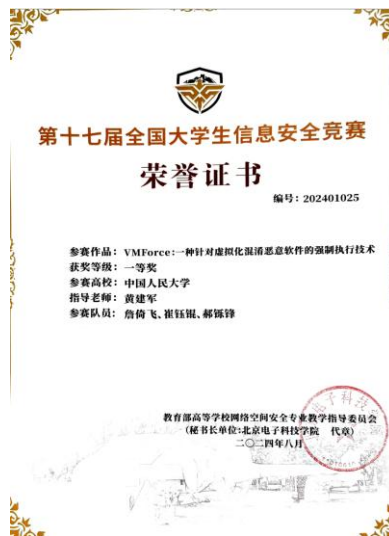 第十七届全国大学生信息安全竞赛
荣誉证书
编号：202401025
参赛作品：VMForce：一种针对虚拟化混淆恶意软件的强制执行技术
获奖等级：一等奖
参赛高校：中国人民大学
指导老师：黄建军
参赛队员：詹倚飞、崔钰锟、郝铄锋
教育部高等学校网络空间安全专业教学指导委员会
（秘书长单位:北京电子科技学院　代章）
二〇二四年八月